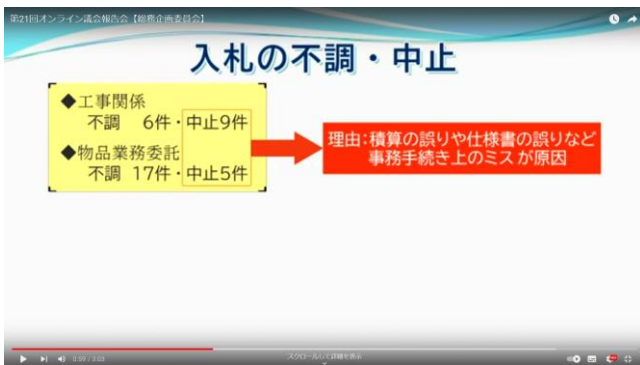 第21回オンライン議会報告会【総務企画委員会】
入札の不調・中止
◆工事関係
不調 6件・中止9件
◆物品業務委託
不調 17件・中止5件
理由:積算の誤りや仕様書の誤りなど
事務手続き上のミスが原因
スクロールして詳細を表示